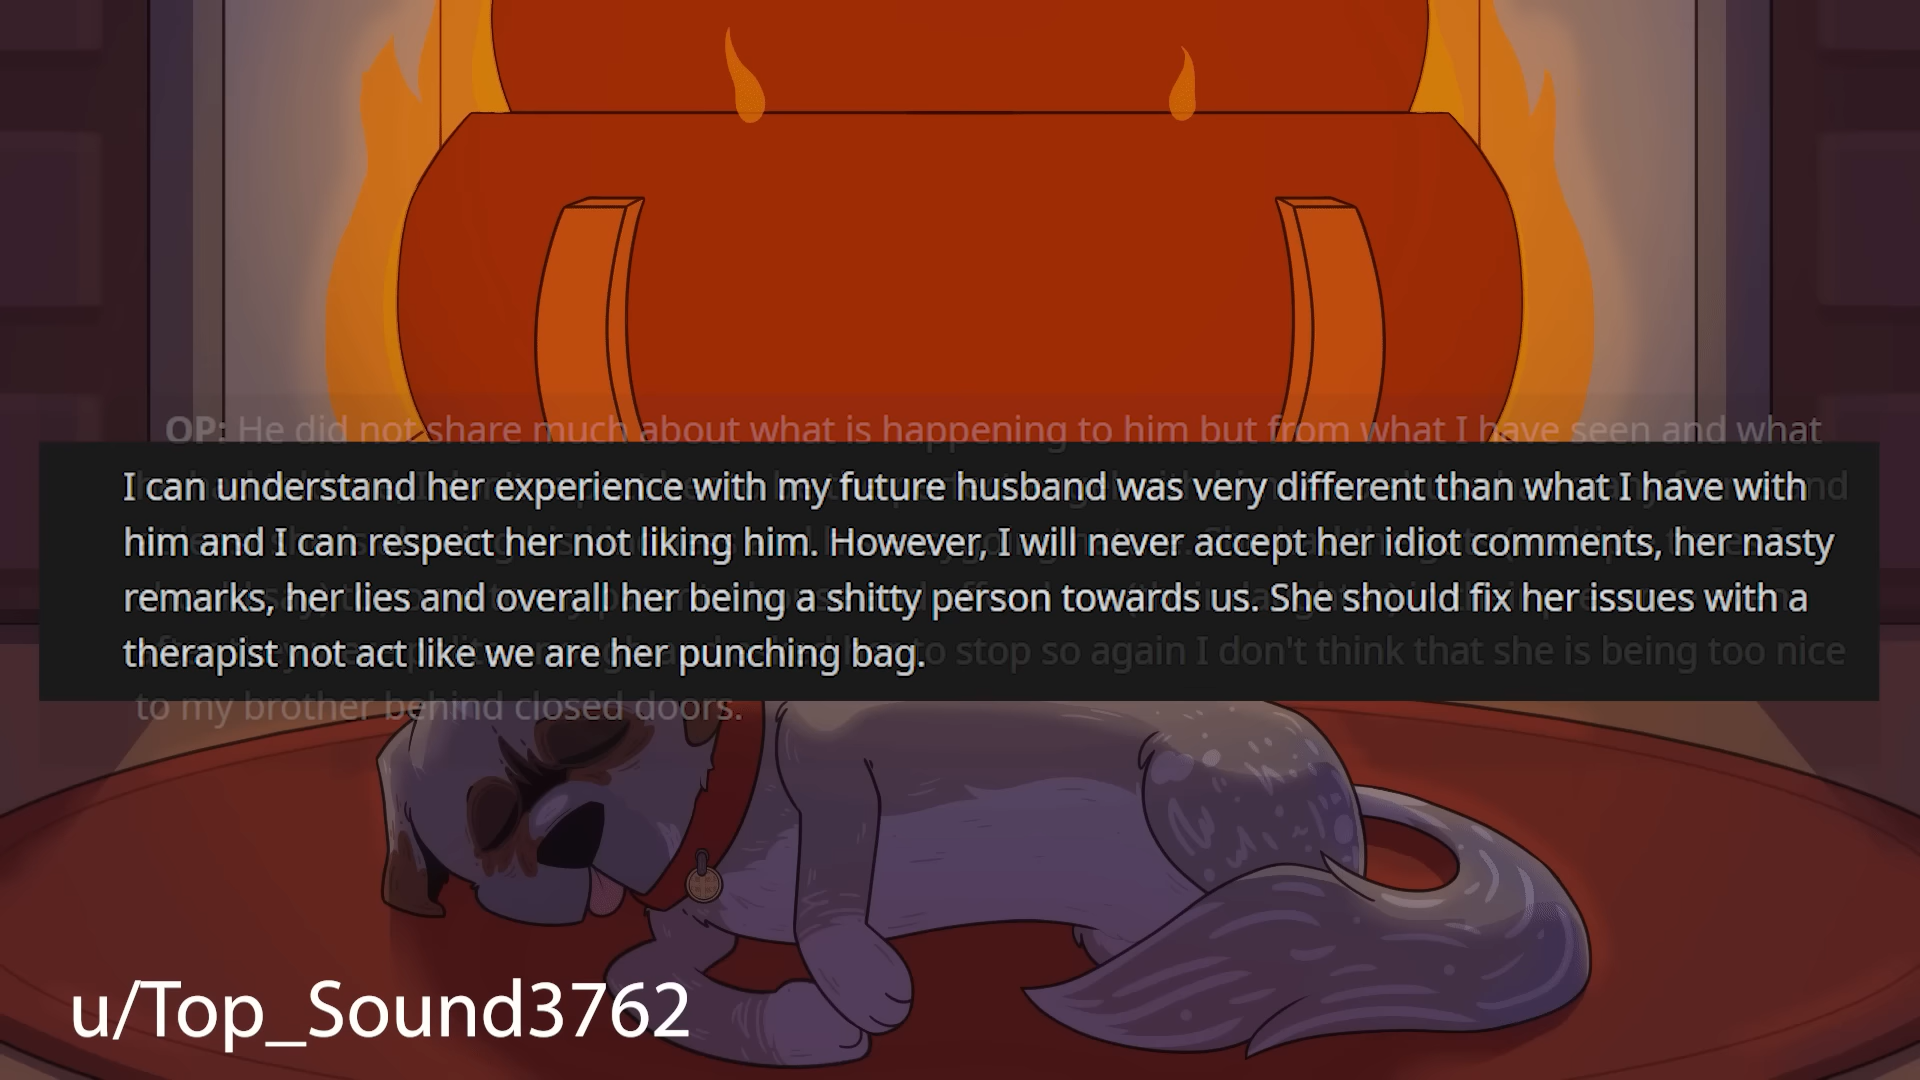 OP: He did not share much about what is happening to him but from what I have seen and what
I can understand her experience with my future husband was very different than what I have with
him and I can respect her not liking him. However, I will never accept her idiot comments, her nasty
remarks, her lies and overall her being a shitty person towards us. She should fix her issues with a
therapist not act like we are her punching bag.
to stop so again I don't think that she is being too nice
to my brother behind closed doors.
u/Top_Sound3762